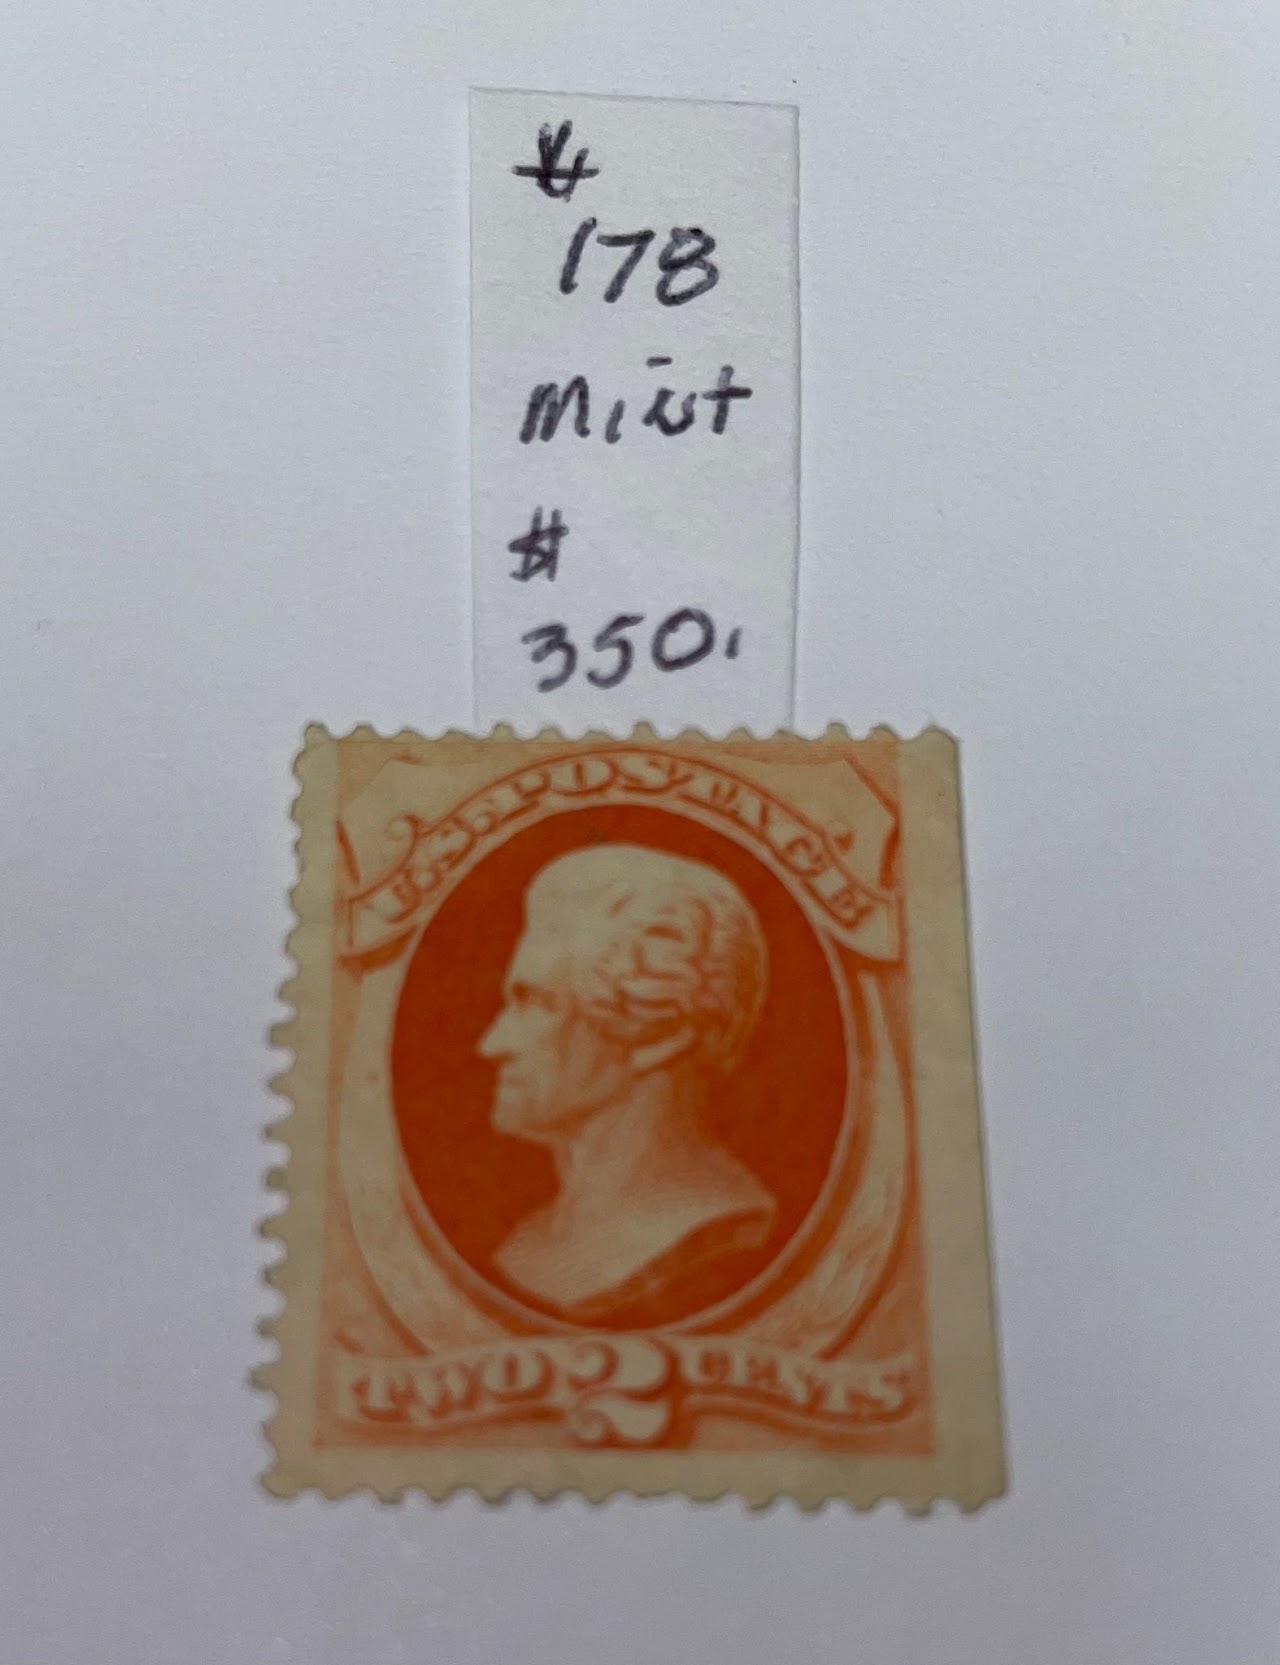 #
178
Mint
$
350.
U.S. POSTAGE
TWO 2 CENTS